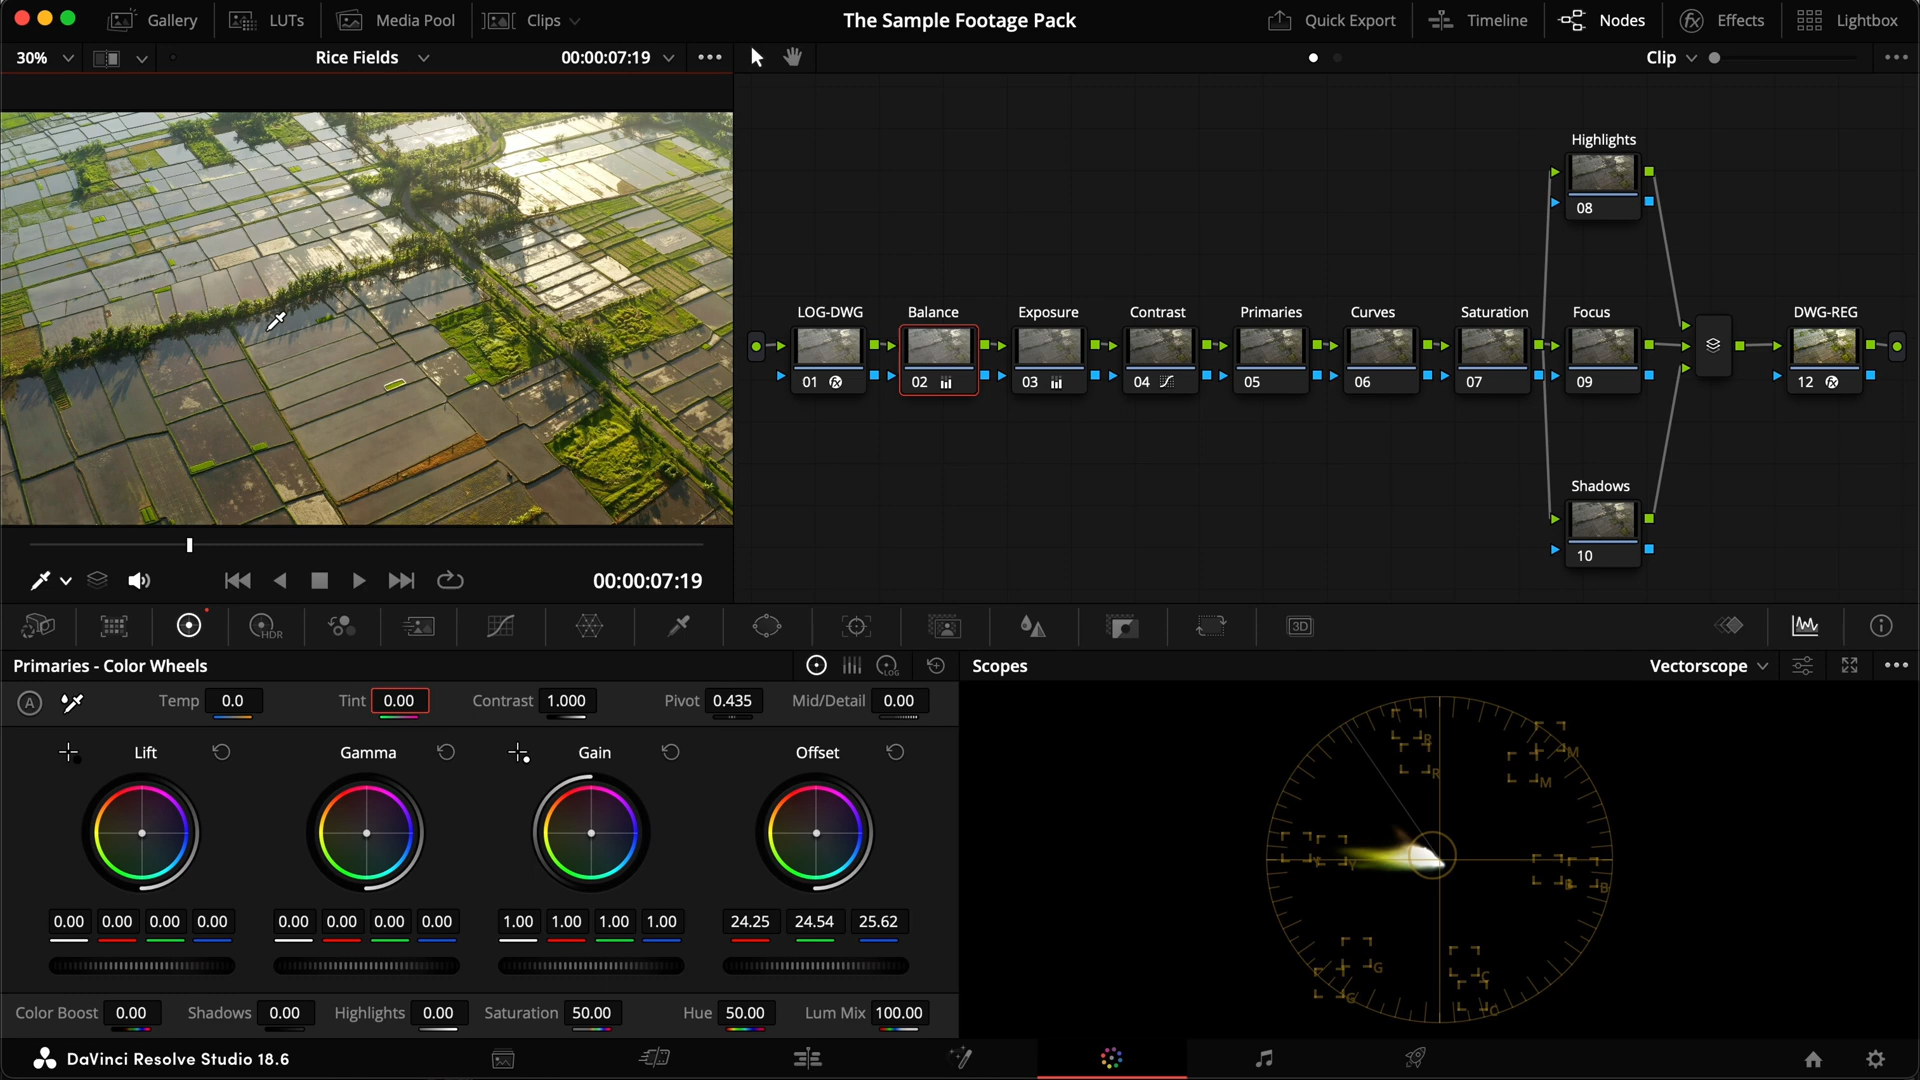 Gallery
LUTs
Media Pool
Clips
The Sample Footage Pack
Quick Export
Timeline
Nodes
Effects
Lightbox
30%
Rice Fields
00:00:07:19
Clip
Highlights
08
LOG-DWG
Balance
Exposure
Contrast
Primaries
Curves
Saturation
Focus
DWG-REG
01
02
03
04
05
06
07
09
12
Shadows
10
00:00:07:19
HDR
3D
Primaries - Color Wheels
LOG
Scopes
Vectorscope
A
Temp 0.0
Tint 0.00
Contrast 1.000
Pivot 0.435
Mid/Detail 0.00
Lift
Gamma
Gain
Offset
0.00 0.00 0.00 0.00
0.00 0.00 0.00 0.00
1.00 1.00 1.00 1.00
24.25 24.54 25.62
R
R
M
M
Y
Y
B
B
G
G
C
C
Color Boost 0.00
Shadows 0.00
Highlights 0.00
Saturation 50.00
Hue 50.00
Lum Mix 100.00
DaVinci Resolve Studio 18.6